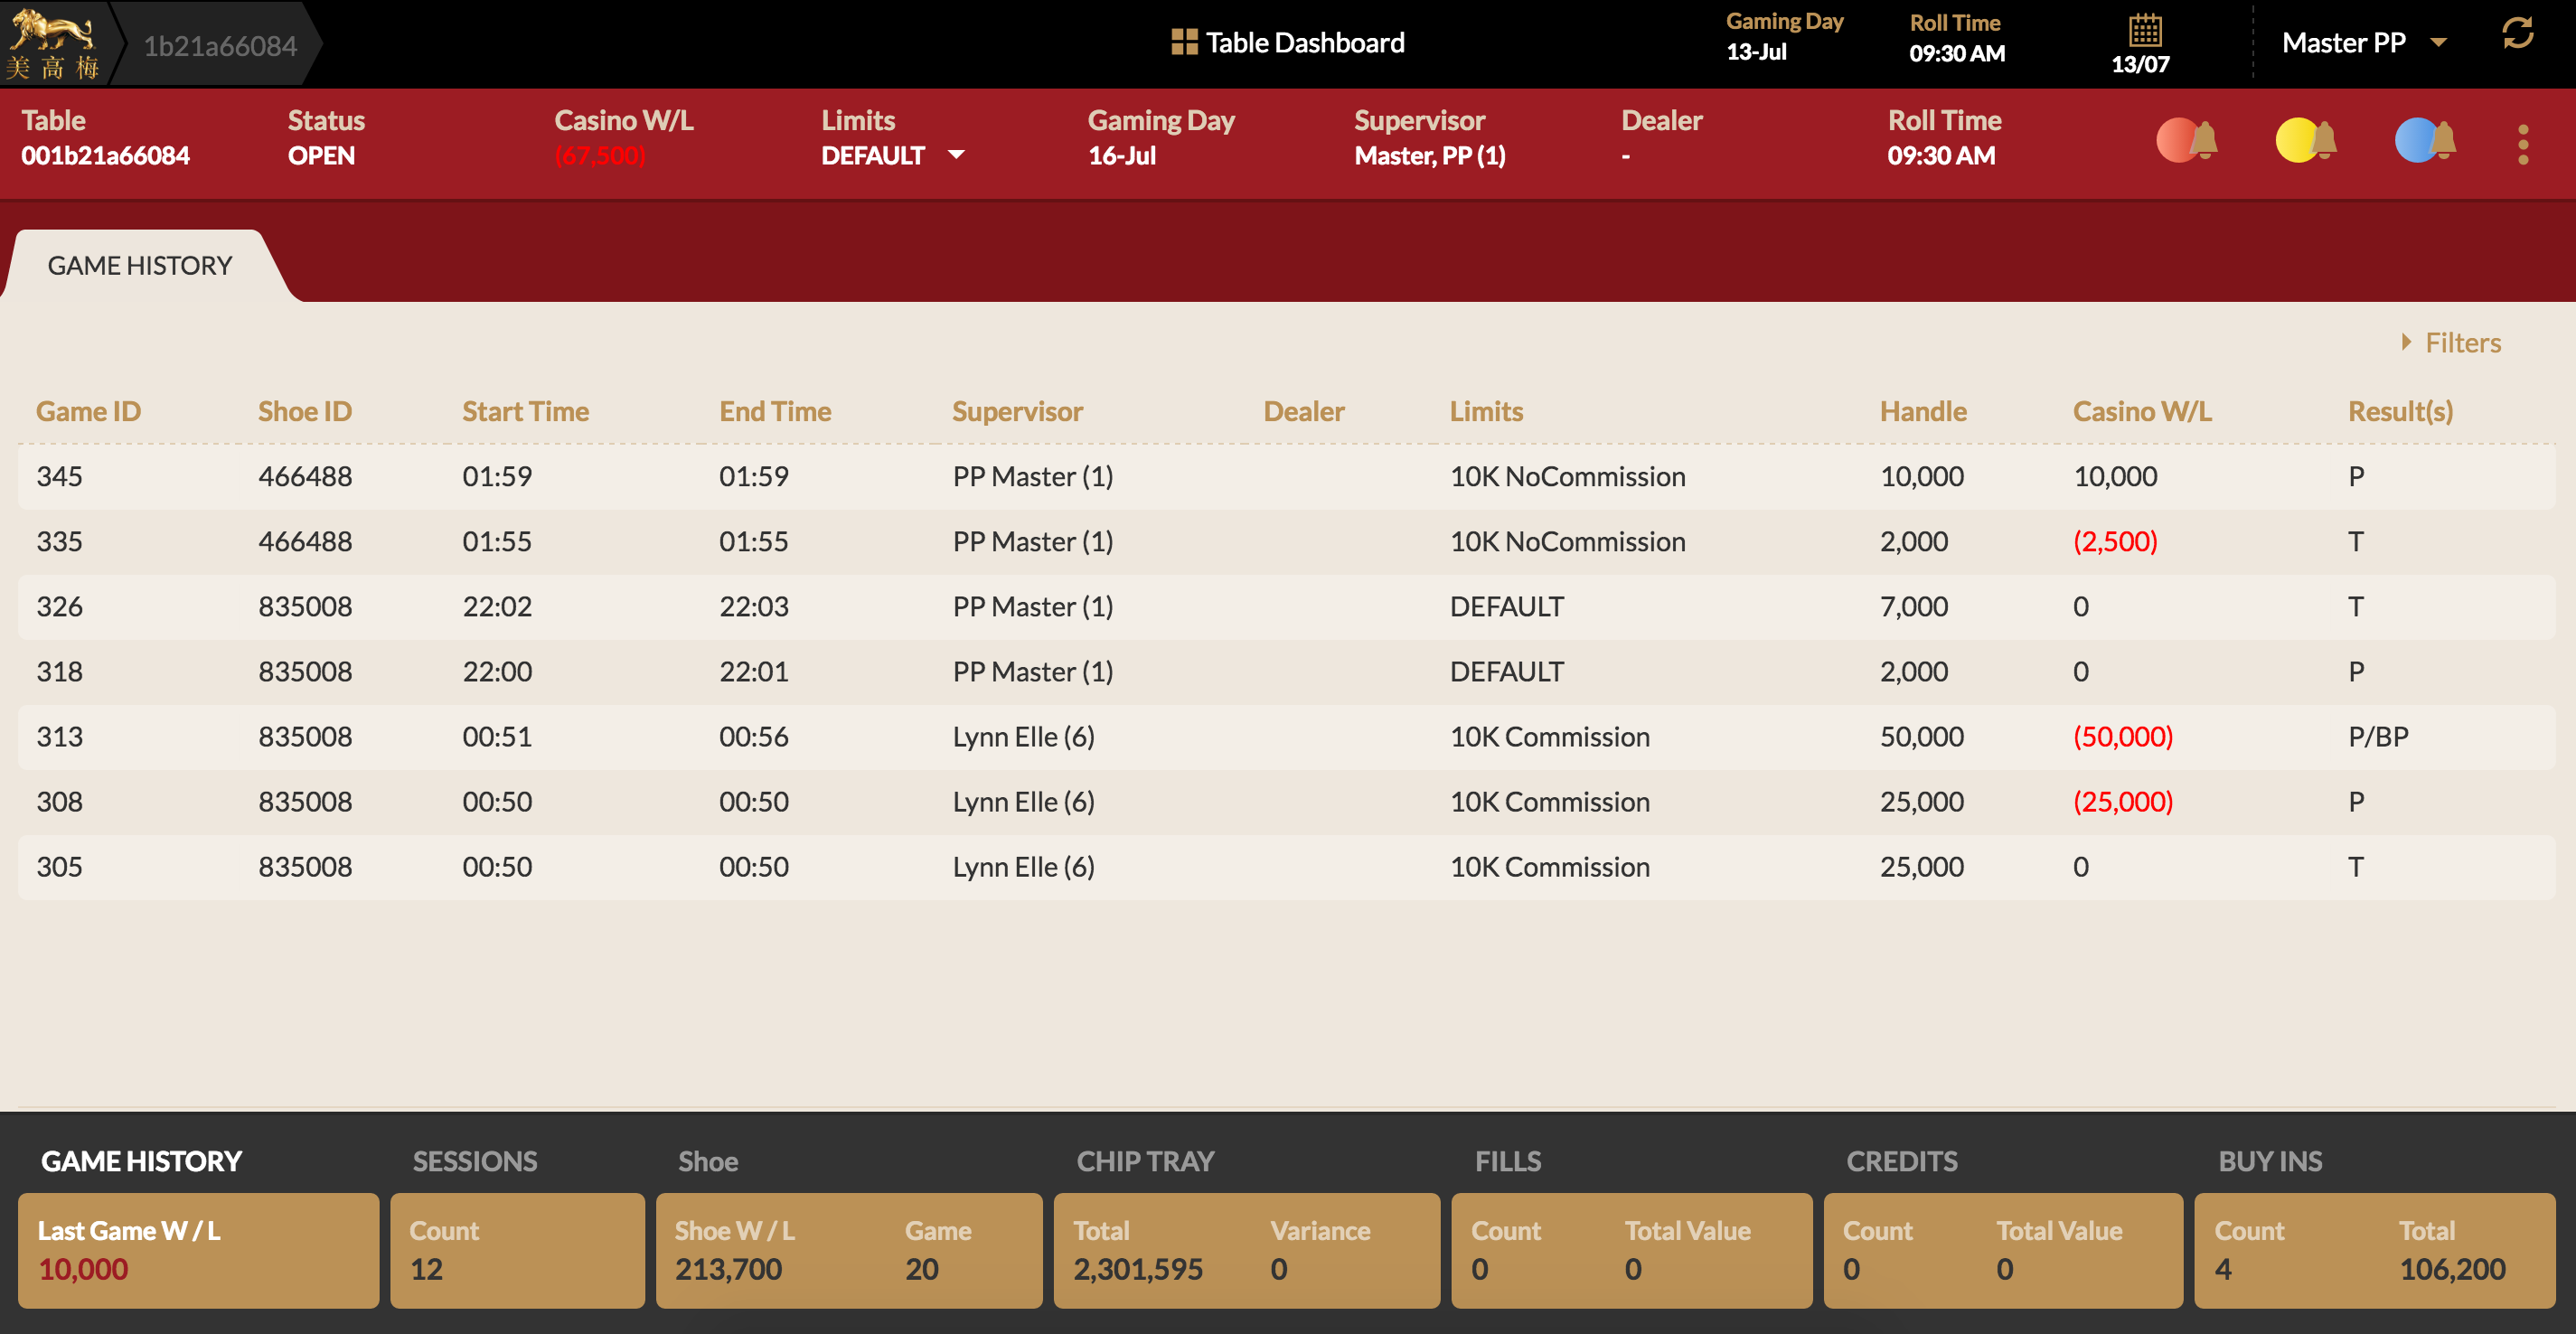 美高梅
1b21a66084
Table Dashboard
Gaming Day
13-Jul
Roll Time
09:30 AM
13/07
Master PP
Table
001b21a66084
Status
OPEN
Casino W/L
(67,500)
Limits
DEFAULT
Gaming Day
16-Jul
Supervisor
Master, PP (1)
Dealer
-
Roll Time
09:30 AM
GAME HISTORY
Filters
Game ID Shoe ID Start Time End Time Supervisor Dealer Limits Handle Casino W/L Result(s)
345 466488 01:59 01:59 PP Master (1) 10K NoCommission 10,000 10,000 P
335 466488 01:55 01:55 PP Master (1) 10K NoCommission 2,000 (2,500) T
326 835008 22:02 22:03 PP Master (1) DEFAULT 7,000 0 T
318 835008 22:00 22:01 PP Master (1) DEFAULT 2,000 0 P
313 835008 00:51 00:56 Lynn Elle (6) 10K Commission 50,000 (50,000) P/BP
308 835008 00:50 00:50 Lynn Elle (6) 10K Commission 25,000 (25,000) P
305 835008 00:50 00:50 Lynn Elle (6) 10K Commission 25,000 0 T
GAME HISTORY
Last Game W / L
10,000
SESSIONS
Count
12
Shoe
Shoe W / L Game
213,700 20
CHIP TRAY
Total Variance
2,301,595 0
FILLS
Count Total Value
0 0
CREDITS
Count Total Value
0 0
BUY INS
Count Total
4 106,200